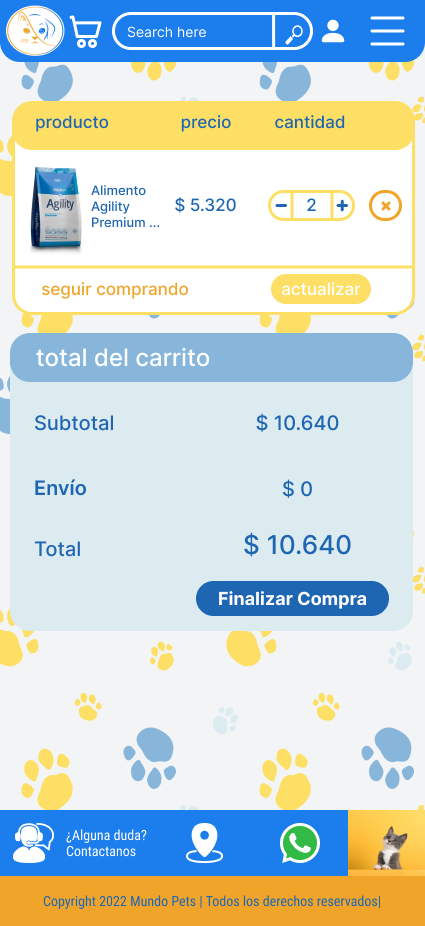 Search here
producto precio cantidad
Agility
Alimento
Agility
Premium ...
$ 5.320
2
seguir comprando actualizar
total del carrito
Subtotal $ 10.640
Envío $ 0
Total $ 10.640
Finalizar Compra
¿Alguna duda?
Contactanos
Copyright 2022 Mundo Pets | Todos los derechos reservados|